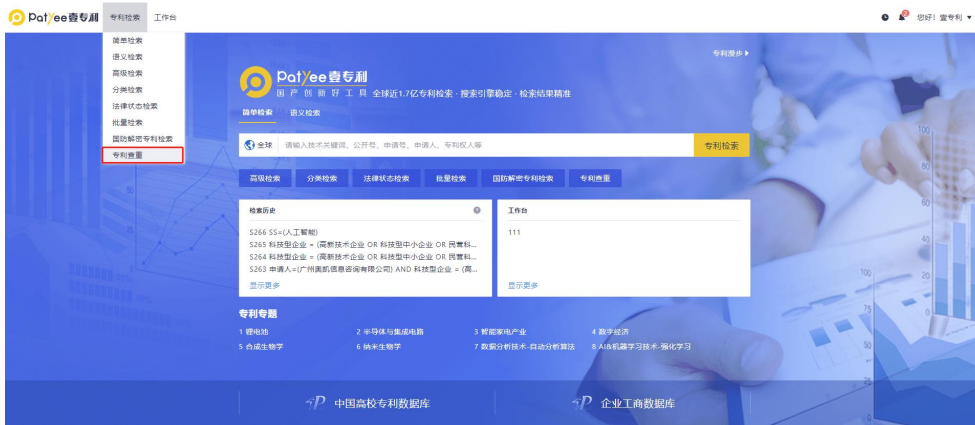 Patyee壹专利 专利检索 工作台 2 您好！壹专利
简单检索
语义检索
高级检索
分类检索
法律状态检索
批量检索
国防解密专利检索
专利查重
专利漫步
Patyee壹专利
国产创新好工具 全球近1.7亿专利检索·搜索引擎稳定·检索结果精准
简单检索 语义检索
全球 请输入技术关键词、公开号、申请号、申请人、专利权人等 专利检索
高级检索 分类检索 法律状态检索 批量检索 国防解密专利检索 专利查重
检索历史
S266 SS=(人工智能)
S265 科技型企业 = (高新技术企业 OR 科技型中小企业 OR 民营科...
S264 科技型企业 = (高新技术企业 OR 科技型中小企业 OR 民营科...
S263 申请人=(广州奥凯信息咨询有限公司) AND 科技型企业 = (高...
显示更多
工作台
111
显示更多
专利专题
1 锂电池 2 半导体与集成电路 3 智能家电产业 4 数字经济
5 合成生物学 6 纳米生物学 7 数据分析技术-自动分析算法 8 AI&机器学习技术-强化学习
中国高校专利数据库 企业工商数据库
100
80
60
40
20
0
100
75
50
25
0